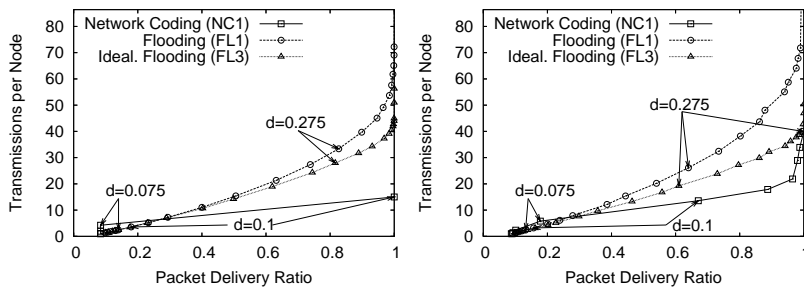 Transmissions per Node
80
70
60
50
40
30
20
10
0
Network Coding (NC1)
Flooding (FL1)
Ideal. Flooding (FL3)
d=0.275
d=0.075
d=0.1
0 0.2 0.4 0.6 0.8 1
Packet Delivery Ratio
Transmissions per Node
80
70
60
50
40
30
20
10
0
Network Coding (NC1)
Flooding (FL1)
Ideal. Flooding (FL3)
d=0.275
d=0.075
d=0.1
0 0.2 0.4 0.6 0.8 1
Packet Delivery Ratio